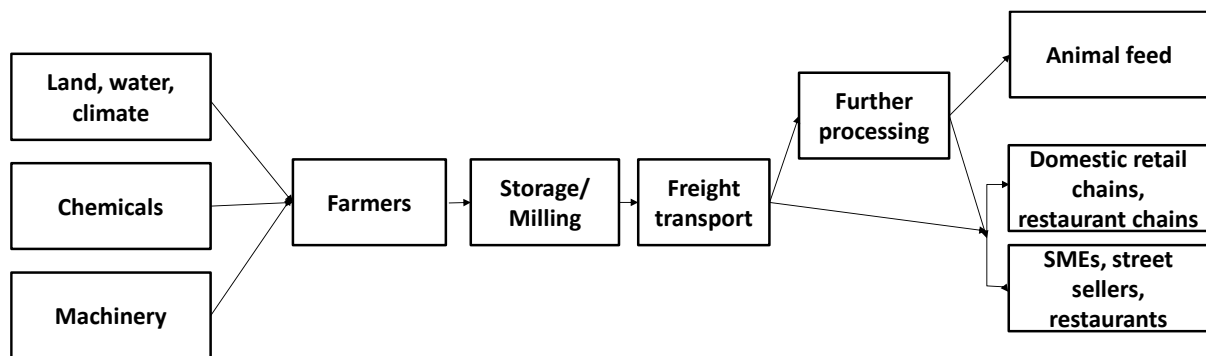 Land, water,
climate
Chemicals
Machinery
Farmers
Storage/
Milling
Freight
transport
Further
processing
Animal feed
Domestic retail
chains,
restaurant chains
SMEs, street
sellers,
restaurants